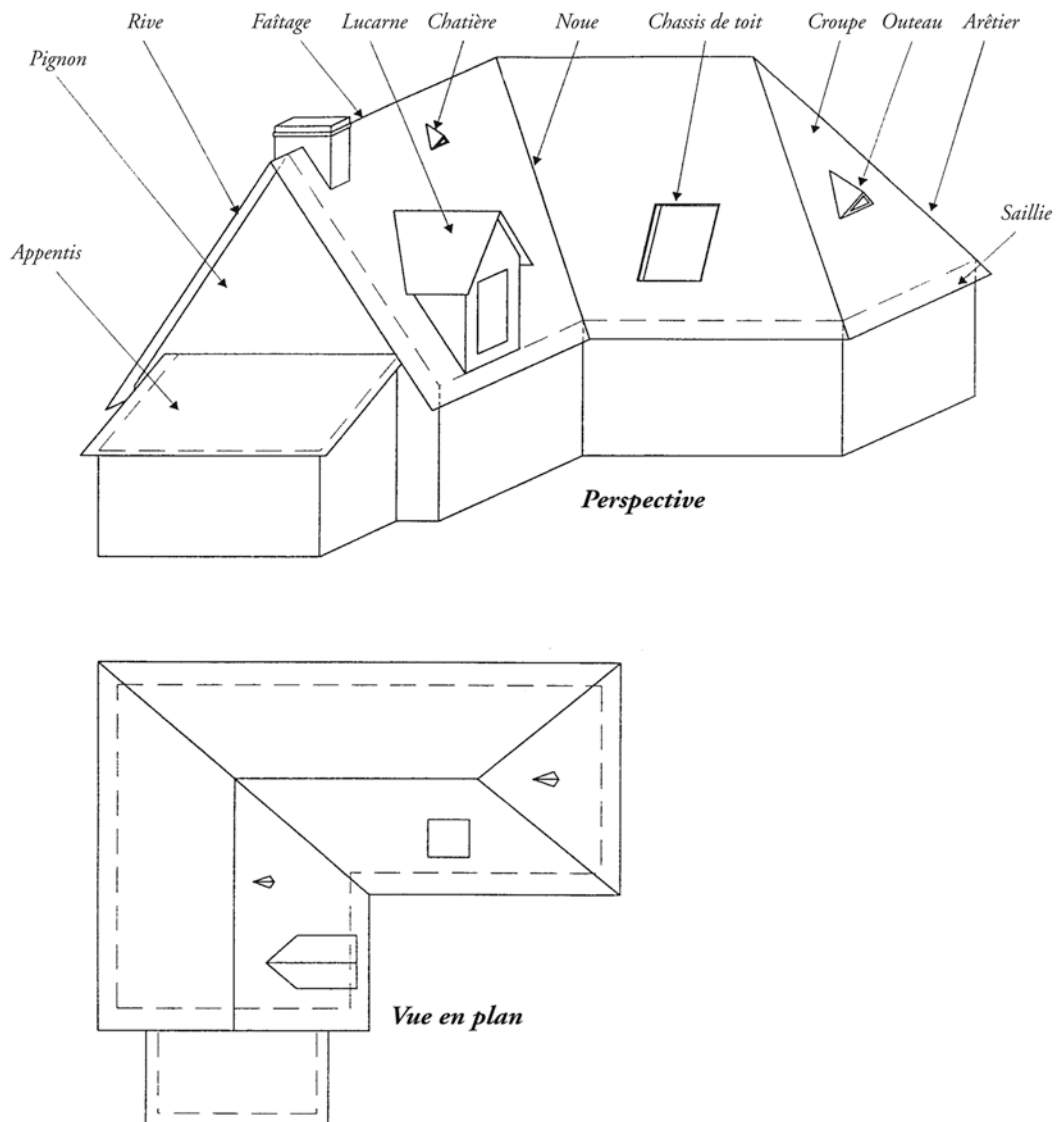 Rive
Faîtage
Lucarne
Chatière
Noue
Chassis de toit
Croupe
Outeau
Arêtier
Pignon
Saillie
Appentis
Perspective
Vue en plan